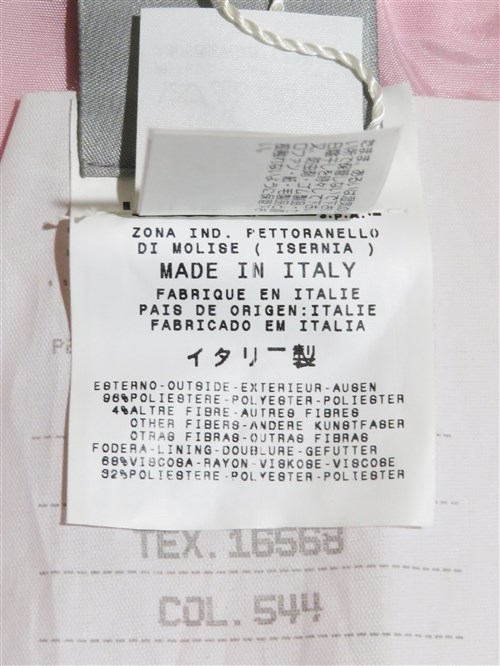 S.P.A.
ZONA IND. PETTORANELLO
DI MOLISE ( ISERNIA )
MADE IN ITALY
FABRIQUE EN ITALIE
PAIS DE ORIGEN:ITALIE
FABRICADO EM ITALIA
イタリー製
ESTERNO-OUTSIDE-EXTERIEUR-AUSEN
96%POLIESTERE-POLYESTER-POLIESTER
4%ALTRE FIBRE-AUTRES FIBRES
OTHER FIBERS-ANDERE KUNSTFASER
OTRAS FIBRAS-OUTRAS FIBRAS
FODERA-LINING-DOUBLURE-GEFUTTER
68%VISCOSA-RAYON-VISKOSE-VISCOSE
32%POLIESTERE-POLYESTER-POLIESTER
TEX. 16568
COL. 544